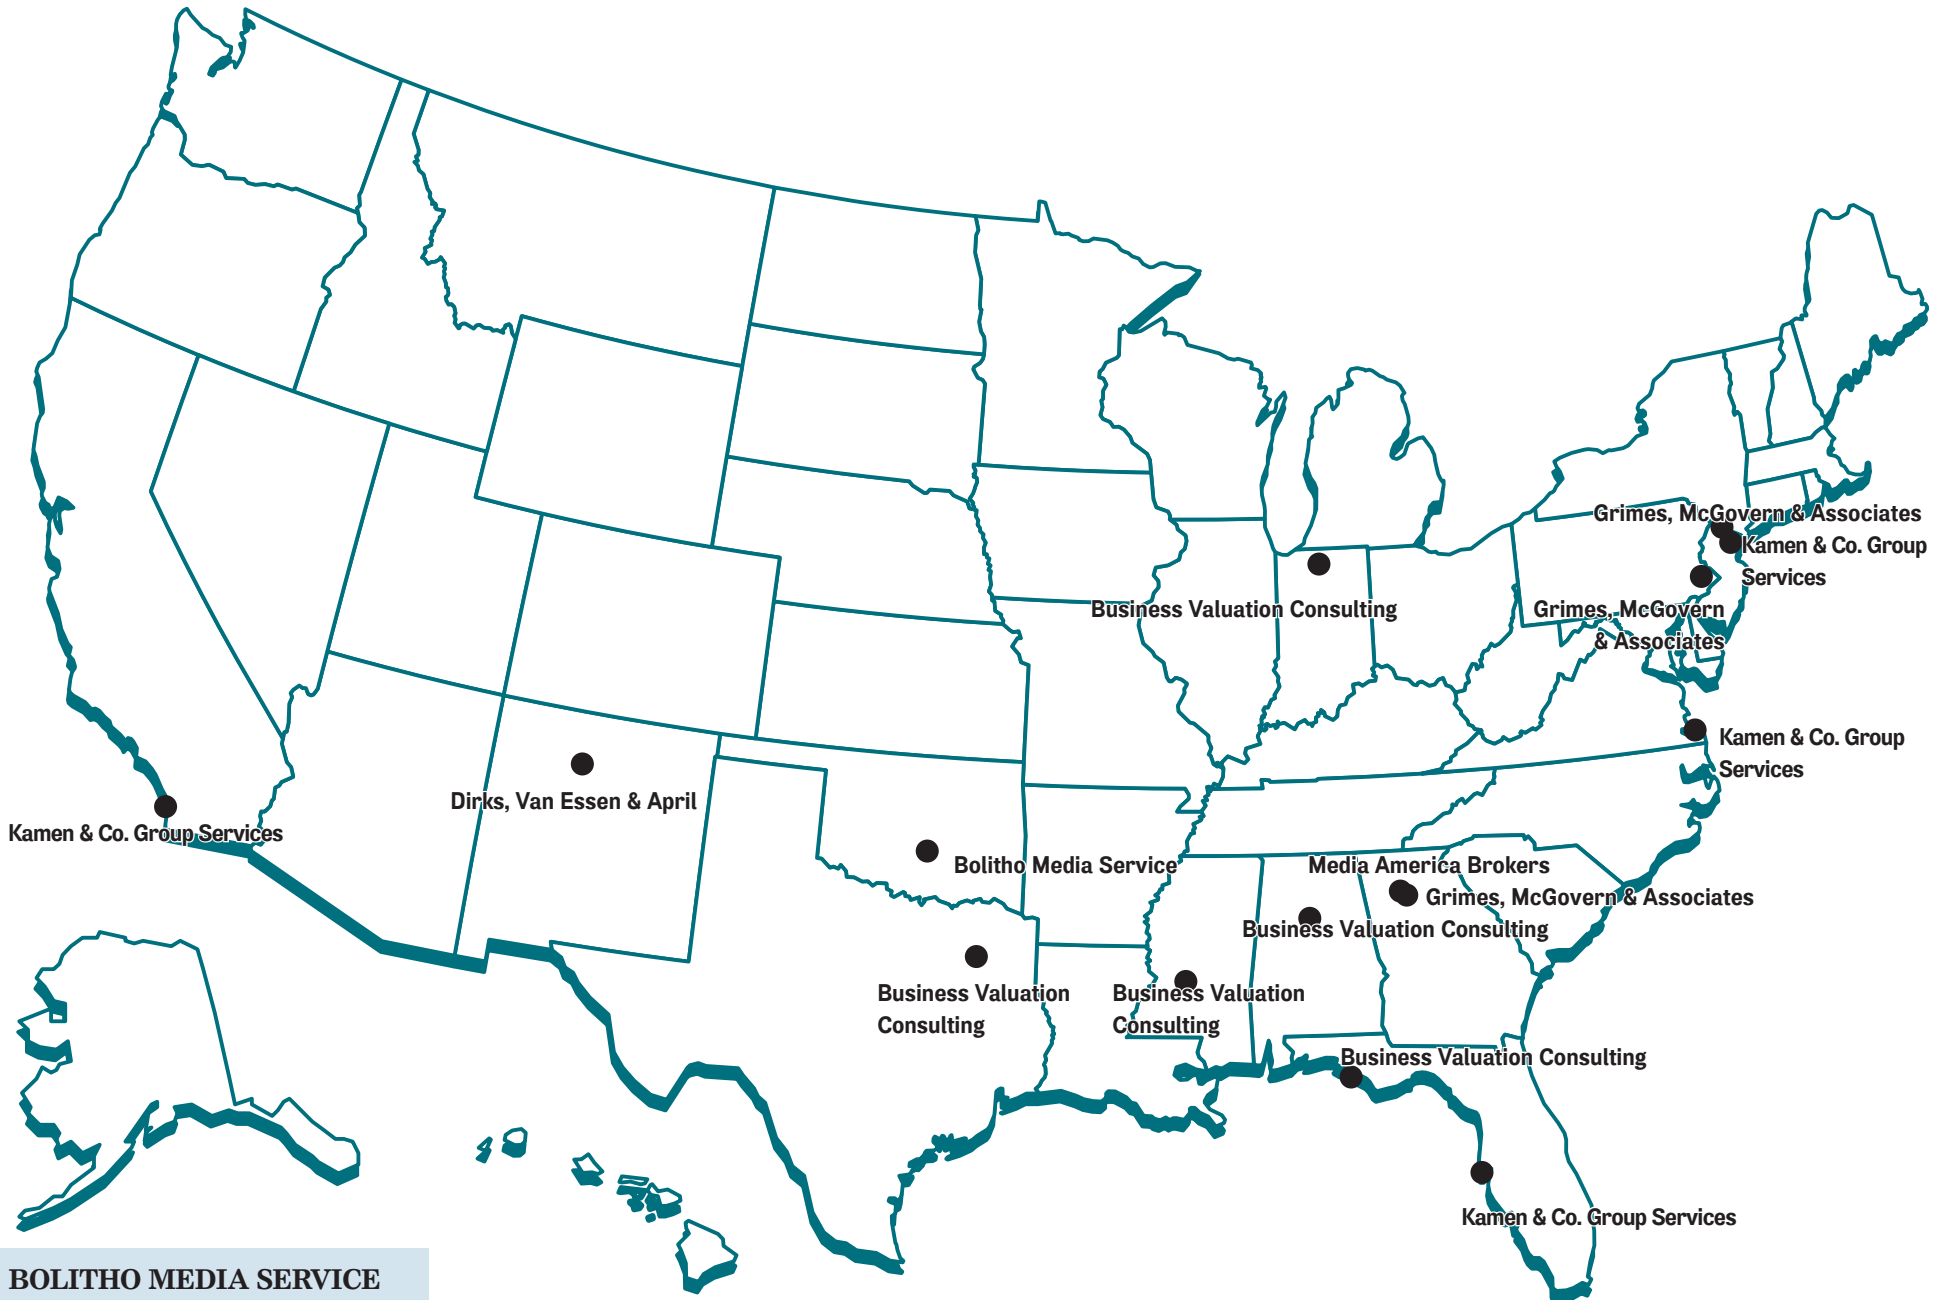 Grimes, McGovern & Associates
Kamen & Co. Group
Services
Business Valuation Consulting
Grimes, McGovern
& Associates
Kamen & Co. Group
Services
Dirks, Van Essen & April
Kamen & Co. Group Services
Bolitho Media Service
Media America Brokers
Grimes, McGovern & Associates
Business Valuation Consulting
Business Valuation
Consulting
Business Valuation
Consulting
Business Valuation Consulting
Kamen & Co. Group Services
BOLITHO MEDIA SERVICE